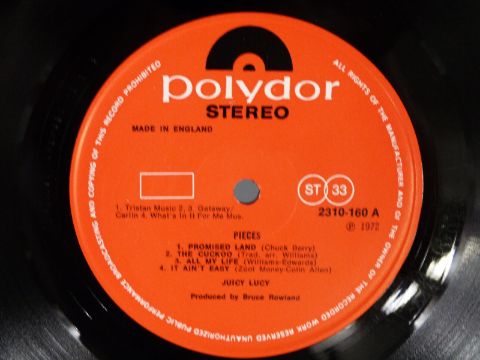 polydor
STEREO
MADE IN ENGLAND
ALL RIGHTS OF THE MANUFACTURER AND OF THE OWNER OF THE RECORDED WORK RESERVED UNAUTHORIZED PUBLIC PERFORMANCE BROADCASTING AND COPYING OF THIS RECORD PROHIBITED
ST 33
1. Tristan Music 2, 3. Getaway/
Carlin 4. What's In It For Me Mus.
2310-160 A
℗ 1972
PIECES
1. PROMISED LAND (Chuck Berry)
2. THE CUCKOO (Trad. arr. Williams)
3. ALL MY LIFE (Williams-Edwards)
4. IT AIN'T EASY (Zoot Money-Colin Allen)
JUICY LUCY
Produced by Bruce Rowland